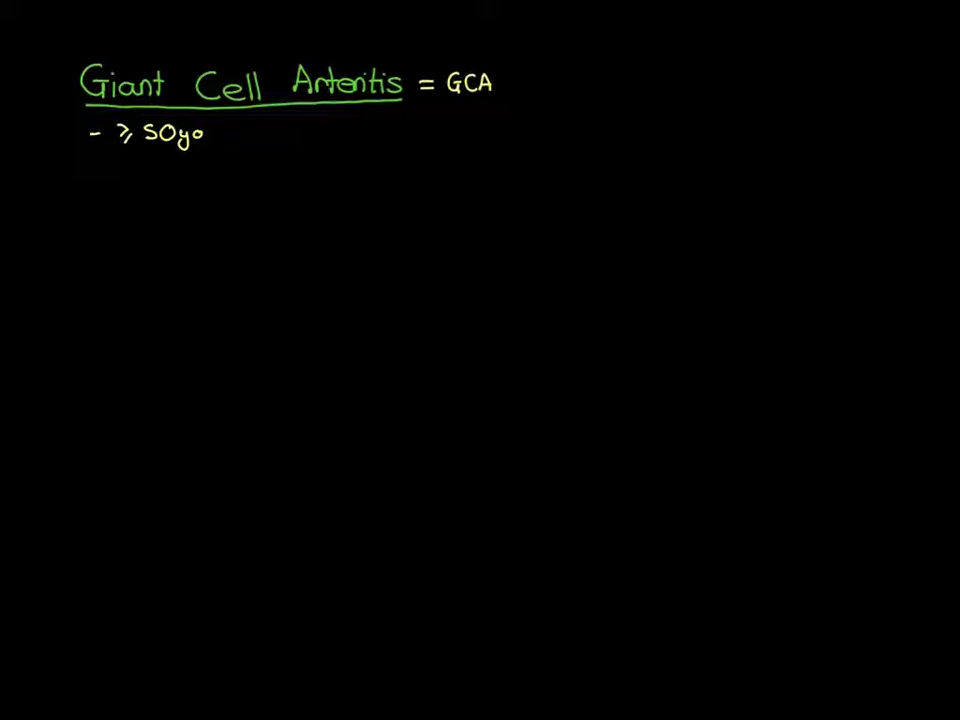 Giant Cell Arteritis = GCA
- ≥ 50yo